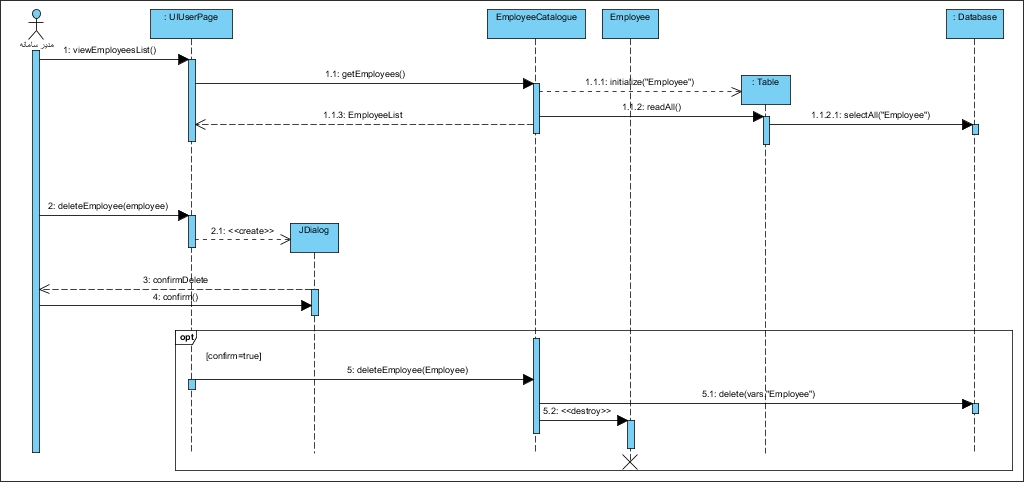 : UIUserPage
EmployeeCatalogue
Employee
: Database
مدیر سامانه
1: viewEmployeesList()
1.1: getEmployees()
1.1.1: initialize("Employee")
: Table
1.1.2: readAll()
1.1.3: EmployeeList
1.1.2.1: selectAll("Employee")
2: deleteEmployee(employee)
2.1: <<create>>
JDialog
3: confirmDelete
4: confirm()
opt
[confirm=true]
5: deleteEmployee(Employee)
5.1: delete(vars,"Employee")
5.2: <<destroy>>